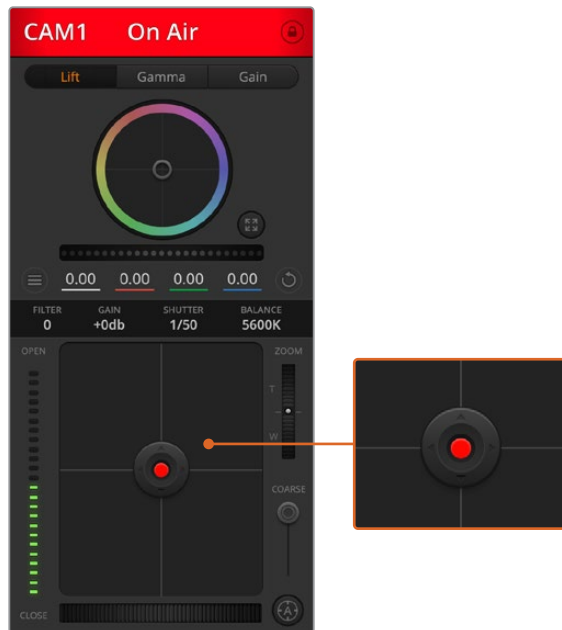 CAM1 On Air
Lift Gamma Gain
0.00 0.00 0.00 0.00
FILTER GAIN SHUTTER BALANCE
0 +0db 1/50 5600K
OPEN ZOOM
T
W
COARSE
CLOSE A